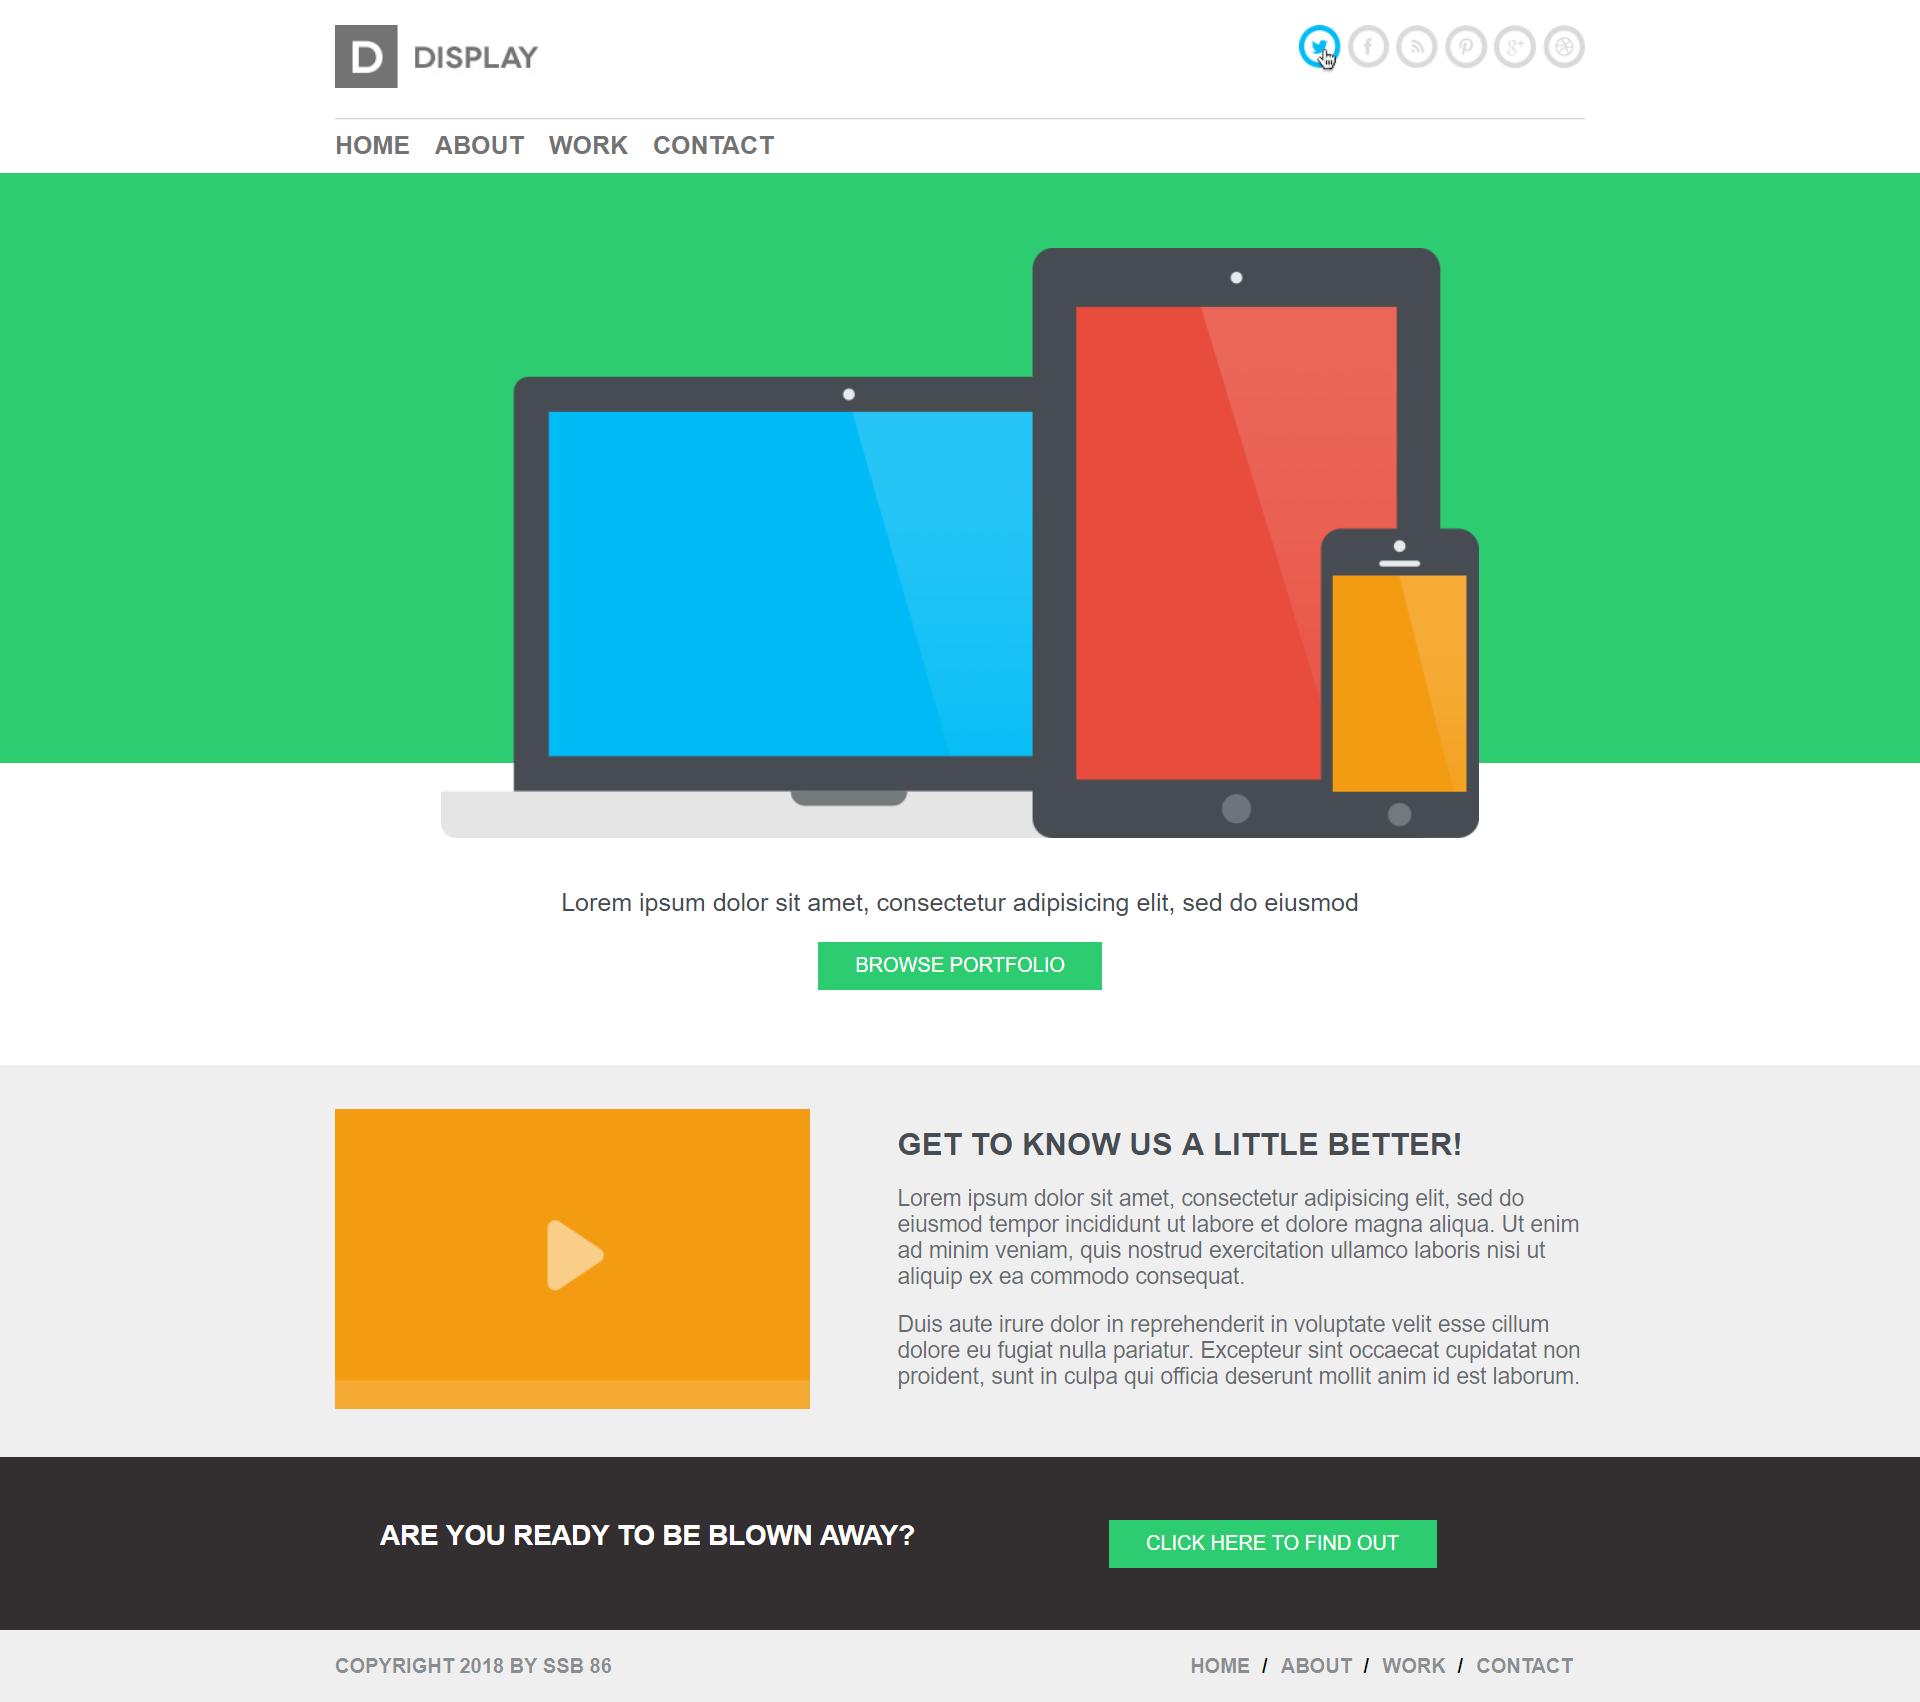 D DISPLAY
HOME ABOUT WORK CONTACT
Lorem ipsum dolor sit amet, consectetur adipisicing elit, sed do eiusmod
BROWSE PORTFOLIO
GET TO KNOW US A LITTLE BETTER!
Lorem ipsum dolor sit amet, consectetur adipisicing elit, sed do
eiusmod tempor incididunt ut labore et dolore magna aliqua. Ut enim
ad minim veniam, quis nostrud exercitation ullamco laboris nisi ut
aliquip ex ea commodo consequat.
Duis aute irure dolor in reprehenderit in voluptate velit esse cillum
dolore eu fugiat nulla pariatur. Excepteur sint occaecat cupidatat non
proident, sunt in culpa qui officia deserunt mollit anim id est laborum.
ARE YOU READY TO BE BLOWN AWAY?
CLICK HERE TO FIND OUT
COPYRIGHT 2018 BY SSB 86
HOME / ABOUT / WORK / CONTACT